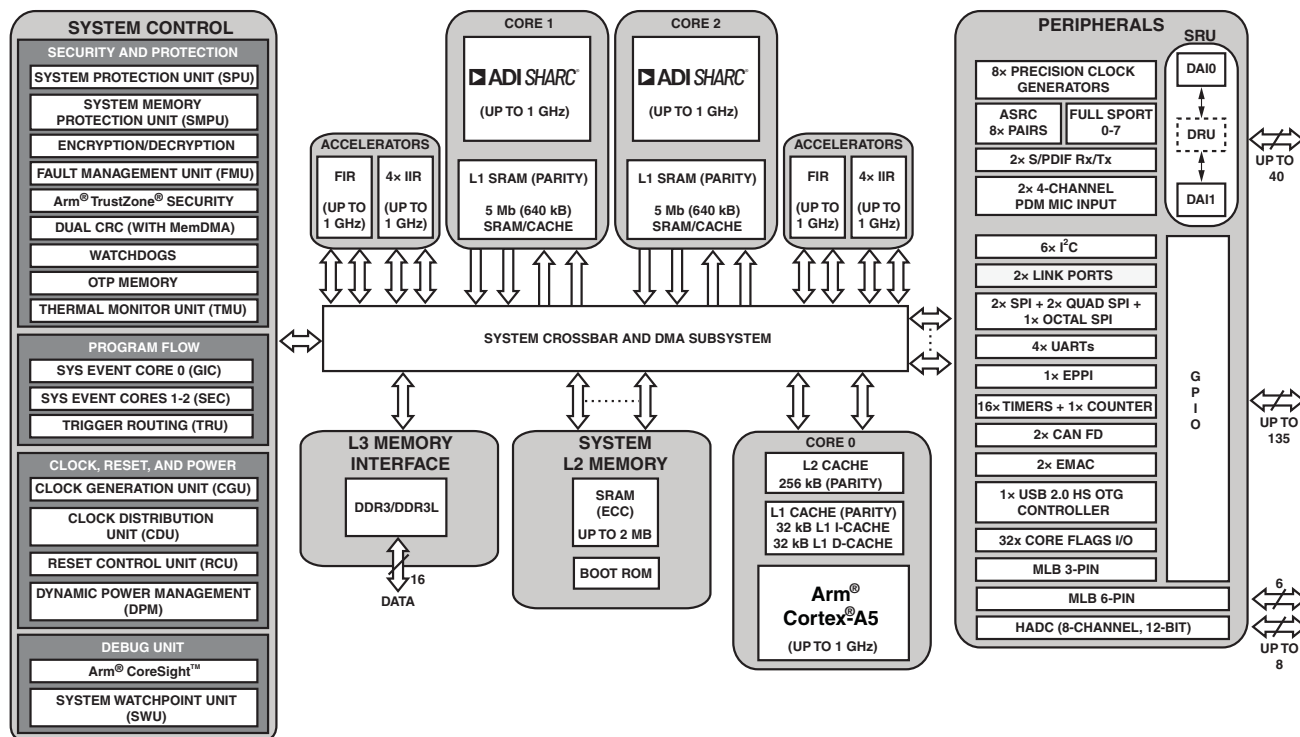 SYSTEM CONTROL
SECURITY AND PROTECTION
SYSTEM PROTECTION UNIT (SPU)
SYSTEM MEMORY
PROTECTION UNIT (SMPU)
ENCRYPTION/DECRYPTION
FAULT MANAGEMENT UNIT (FMU)
Arm® TrustZone® SECURITY
DUAL CRC (WITH MemDMA)
WATCHDOGS
OTP MEMORY
THERMAL MONITOR UNIT (TMU)
PROGRAM FLOW
SYS EVENT CORE 0 (GIC)
SYS EVENT CORES 1-2 (SEC)
TRIGGER ROUTING (TRU)
CLOCK, RESET, AND POWER
CLOCK GENERATION UNIT (CGU)
CLOCK DISTRIBUTION
UNIT (CDU)
RESET CONTROL UNIT (RCU)
DYNAMIC POWER MANAGEMENT
(DPM)
DEBUG UNIT
Arm® CoreSight™
SYSTEM WATCHPOINT UNIT
(SWU)
CORE 1
ADI SHARC®
(UP TO 1 GHz)
L1 SRAM (PARITY)
5 Mb (640 kB)
SRAM/CACHE
CORE 2
ADI SHARC®
(UP TO 1 GHz)
L1 SRAM (PARITY)
5 Mb (640 kB)
SRAM/CACHE
ACCELERATORS
FIR
(UP TO
1 GHz)
4× IIR
(UP TO
1 GHz)
ACCELERATORS
FIR
(UP TO
1 GHz)
4× IIR
(UP TO
1 GHz)
SYSTEM CROSSBAR AND DMA SUBSYSTEM
L3 MEMORY
INTERFACE
DDR3/DDR3L
16
DATA
SYSTEM
L2 MEMORY
SRAM
(ECC)
UP TO 2 MB
BOOT ROM
CORE 0
L2 CACHE
256 kB (PARITY)
L1 CACHE (PARITY)
32 kB L1 I-CACHE
32 kB L1 D-CACHE
Arm®
Cortex®-A5
(UP TO 1 GHz)
PERIPHERALS
SRU
8× PRECISION CLOCK
GENERATORS
ASRC
8× PAIRS
FULL SPORT
0-7
2× S/PDIF Rx/Tx
2× 4-CHANNEL
PDM MIC INPUT
DAI0
DRU
DAI1
UP TO
40
6× I²C
2× LINK PORTS
2× SPI + 2× QUAD SPI +
1× OCTAL SPI
4× UARTs
1× EPPI
16× TIMERS + 1× COUNTER
2× CAN FD
2× EMAC
1× USB 2.0 HS OTG
CONTROLLER
32x CORE FLAGS I/O
MLB 3-PIN
G
P
I
O
UP TO
135
MLB 6-PIN
6
HADC (8-CHANNEL, 12-BIT)
UP TO
8